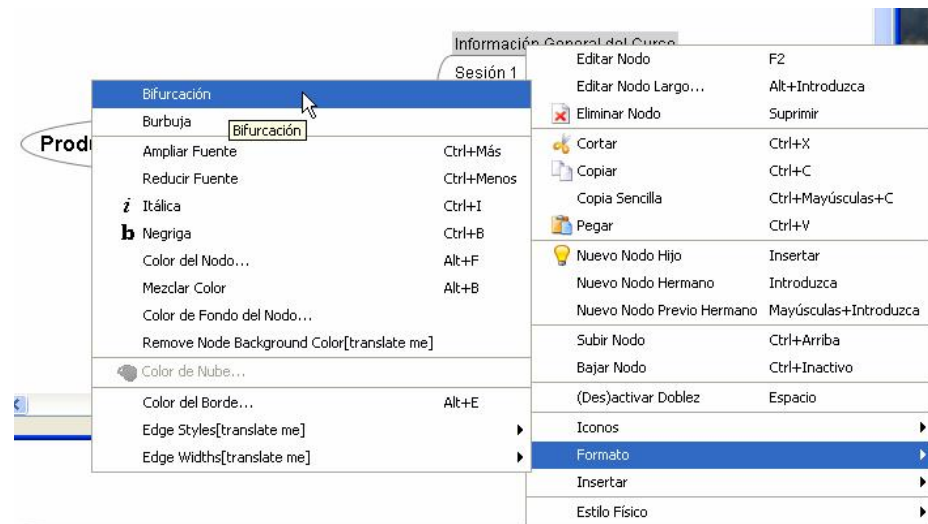 Información General del Curso
Sesión 1
Produ
Bifurcación
Burbuja
Bifurcación
Ampliar Fuente Ctrl+Más
Reducir Fuente Ctrl+Menos
i Itálica Ctrl+I
b Negriga Ctrl+B
Color del Nodo... Alt+F
Mezclar Color Alt+B
Color de Fondo del Nodo...
Remove Node Background Color[translate me]
Color de Nube...
Color del Borde... Alt+E
Edge Styles[translate me]
Edge Widths[translate me]
Editar Nodo F2
Editar Nodo Largo... Alt+Introduzca
Eliminar Nodo Suprimir
Cortar Ctrl+X
Copiar Ctrl+C
Copia Sencilla Ctrl+Mayúsculas+C
Pegar Ctrl+V
Nuevo Nodo Hijo Insertar
Nuevo Nodo Hermano Introduzca
Nuevo Nodo Previo Hermano Mayúsculas+Introduzca
Subir Nodo Ctrl+Arriba
Bajar Nodo Ctrl+Inactivo
(Des)activar Doblez Espacio
Iconos
Formato
Insertar
Estilo Físico